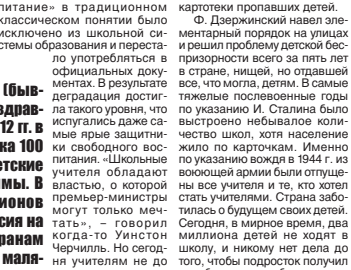 питание» в традиционном
классическом понятии было
исключено из школьной си-
стемы образования и переста-
ло употребляться в
официальных доку-
ментах. В результате
деградация достиг-
ла такого уровня, что
испугались даже са-
мые ярые защитни-
ки свободного вос-
питания. «Школьные
учителя обладают
властью, о которой
премьер-министры
могут только меч-
тать», – говорил
когда-то Уинстон
Черчилль. Но сегод-
ня учителям не до
(быв-
здрав-
12 гг. в
ка 100
етские
мы. В
ионов
сия на
ранам
маля-
картотеки пропавших детей.
Ф. Дзержинский навел эле-
ментарный порядок на улицах
и решил проблему детской бес-
призорности всего за пять лет
в стране, нищей, но отдавшей
все, что могла, детям. В самые
тяжелые послевоенные годы
по указанию И. Сталина было
выстроено небывалое коли-
чество школ, хотя население
жило по карточкам. Именно
по указанию вождя в 1944 г. из
воюющей армии были отпуще-
ны все учителя и те, кто хотел
стать учителями. Страна забо-
тилась о будущем своих детей.
Сегодня, в мирное время, два
миллиона детей не ходят в
школу, и никому нет дела до
того, чтобы подросток получил